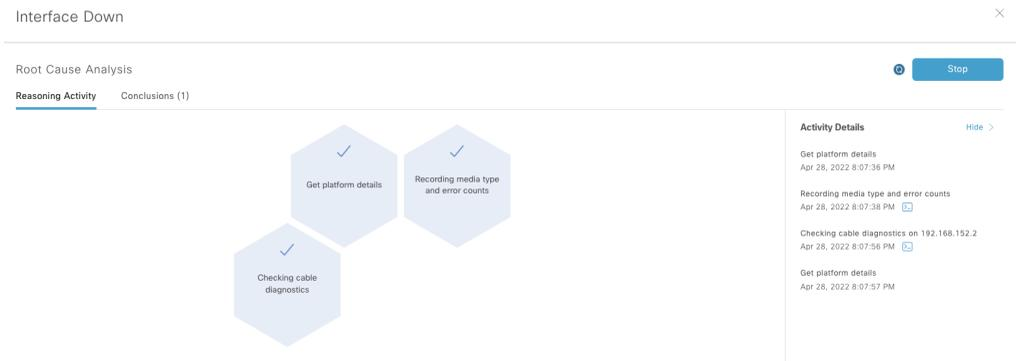 Interface Down
Root Cause Analysis
Stop
Reasoning Activity
Conclusions (1)
Get platform details
Recording media type
and error counts
Checking cable
diagnostics
Activity Details
Hide
Get platform details
Apr 28, 2022 8:07:36 PM
Recording media type and error counts
Apr 28, 2022 8:07:38 PM
Checking cable diagnostics on 192.168.152.2
Apr 28, 2022 8:07:56 PM
Get platform details
Apr 28, 2022 8:07:57 PM